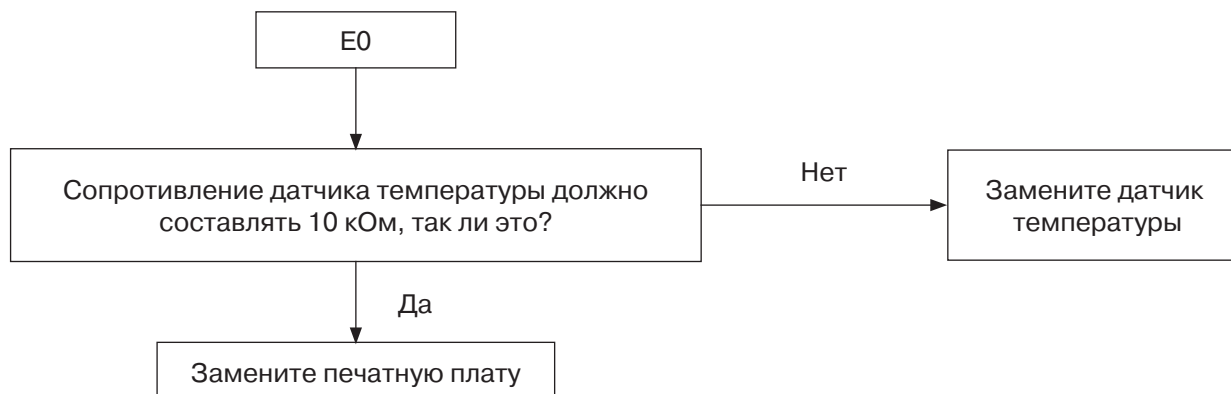 E0
Сопротивление датчика температуры должно
составлять 10 кОм, так ли это?
Нет
Замените датчик
температуры
Да
Замените печатную плату